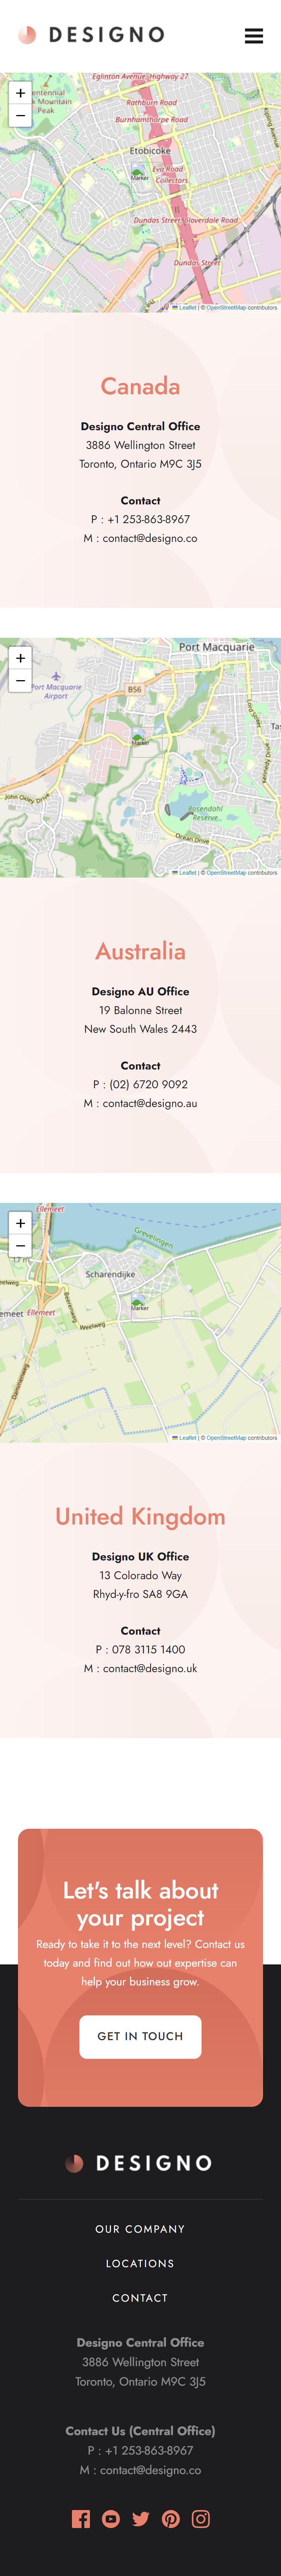 DESIGNO
Eglinton Avenue, Highway 27
Mountain
Peak
Rathburn Road
Burnhamthorpe Road
Etobicoke
Eva Road
Collectors
Marker
Dundas Street, Cloverdale Road
Dundas Street
+
−
Leaflet | © OpenStreetMap contributors
Canada
Designo Central Office
3886 Wellington Street
Toronto, Ontario M9C 3J5
Contact
P : +1 253-863-8967
M : contact@designo.co
Port Macquarie
+
−
Port Macquarie
Airport
B56
Marker
John Oxley Drive
Rosendahl
Reserve
Ocean Drive
Leaflet | © OpenStreetMap contributors
Australia
Designo AU Office
19 Balonne Street
New South Wales 2443
Contact
P : (02) 6720 9092
M : contact@designo.au
Ellemeet
+
−
Grevelingen
Scharendijke
Marker
Ellemeet
Weelweg
Leaflet | © OpenStreetMap contributors
United Kingdom
Designo UK Office
13 Colorado Way
Rhyd-y-fro SA8 9GA
Contact
P : 078 3115 1400
M : contact@designo.uk
Let's talk about
your project
Ready to take it to the next level? Contact us
today and find out how out expertise can
help your business grow.
GET IN TOUCH
DESIGNO
OUR COMPANY
LOCATIONS
CONTACT
Designo Central Office
3886 Wellington Street
Toronto, Ontario M9C 3J5
Contact Us (Central Office)
P : +1 253-863-8967
M : contact@designo.co